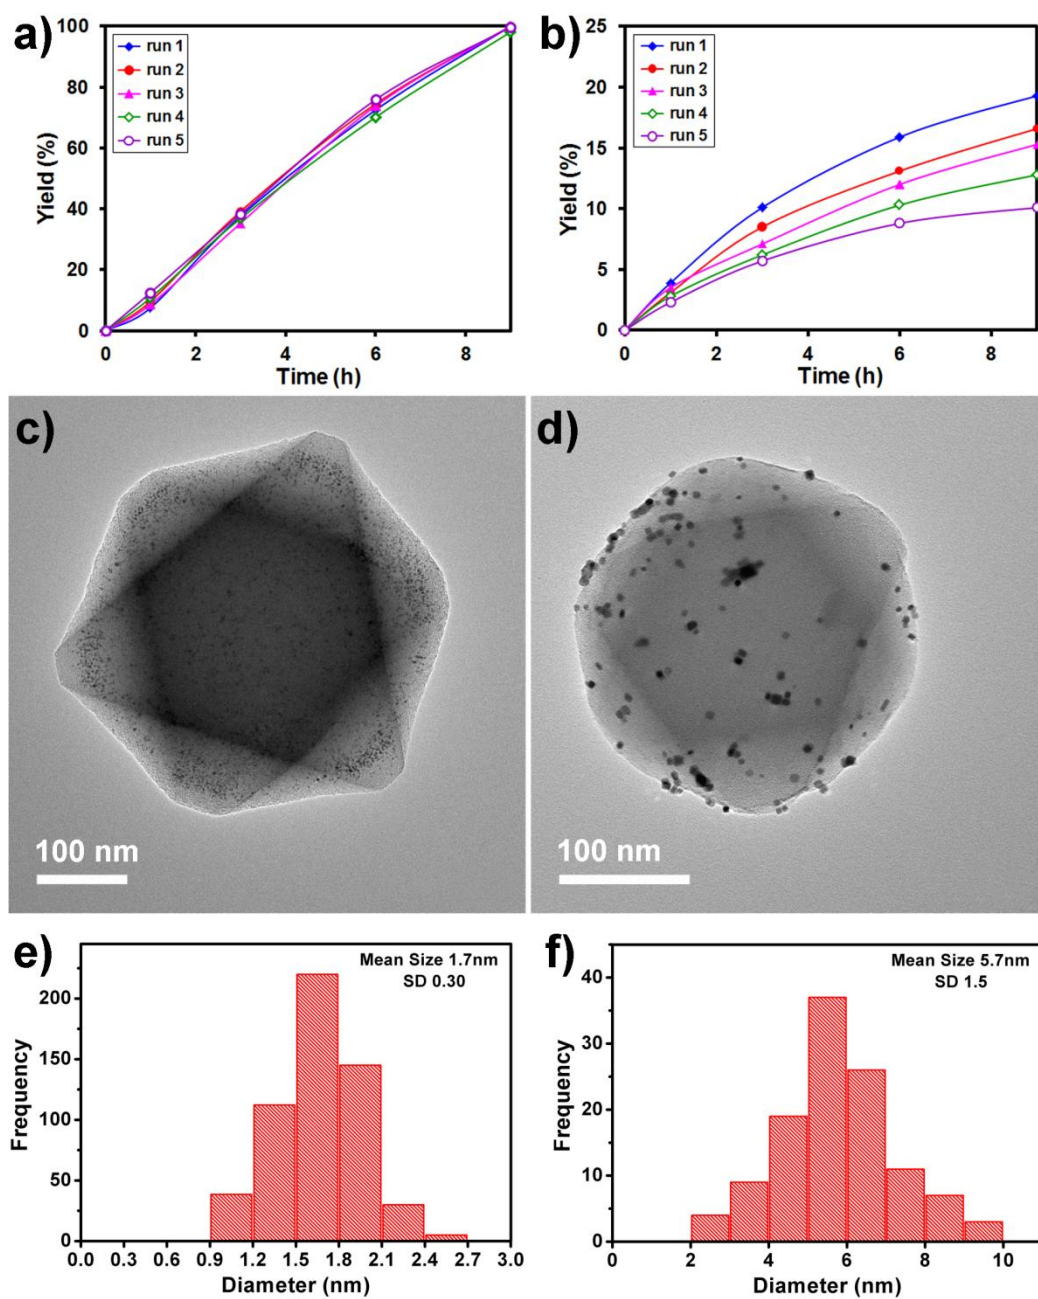 a)
100
80
60
40
20
0
Yield (%)
run 1
run 2
run 3
run 4
run 5
0 2 4 6 8
Time (h)
b)
25
20
15
10
5
0
Yield (%)
run 1
run 2
run 3
run 4
run 5
0 2 4 6 8
Time (h)
c)
100 nm
d)
100 nm
e)
Mean Size 1.7nm
SD 0.30
200
150
100
50
0
Frequency
0.0 0.3 0.6 0.9 1.2 1.5 1.8 2.1 2.4 2.7 3.0
Diameter (nm)
f)
Mean Size 5.7nm
SD 1.5
40
30
20
10
0
Frequency
0 2 4 6 8 10
Diameter (nm)